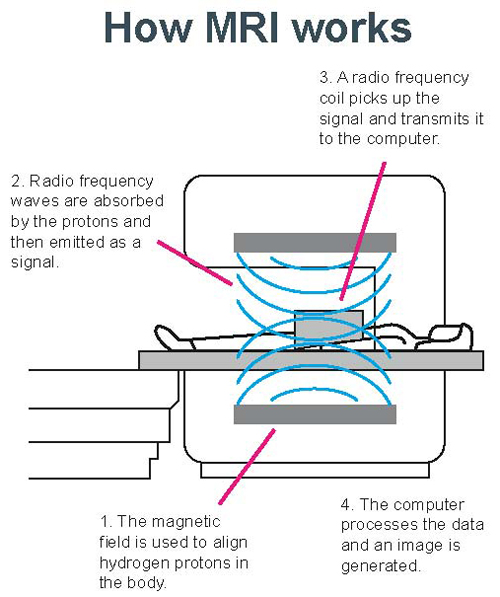 How MRI works
3. A radio frequency
coil picks up the
signal and transmits it
to the computer.
2. Radio frequency
waves are absorbed
by the protons and
then emitted as a
signal.
1. The magnetic
field is used to align
hydrogen protons in
the body.
4. The computer
processes the data
and an image is
generated.